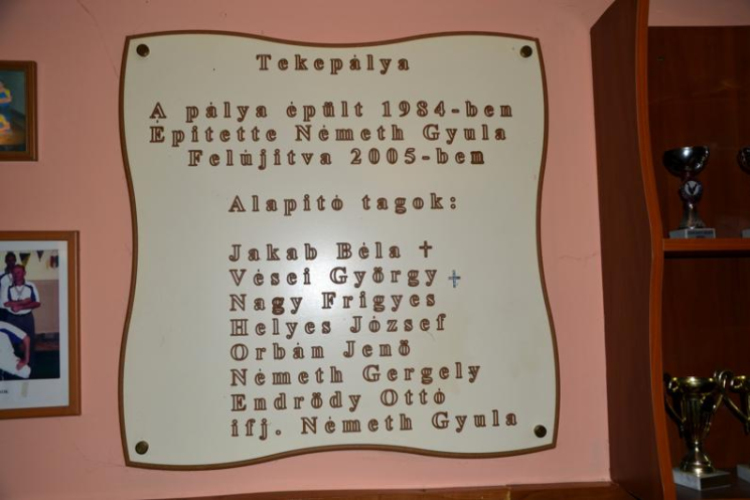 Tekepálya
A pálya épült 1984-ben
Építette Németh Gyula
Felújítva 2005-ben
Alapító tagok:
Jakab Béla †
Vései György †
Nagy Frigyes
Helyes József
Orbán Jenő
Németh Gergely
Endrődy Ottó
ifj. Németh Gyula